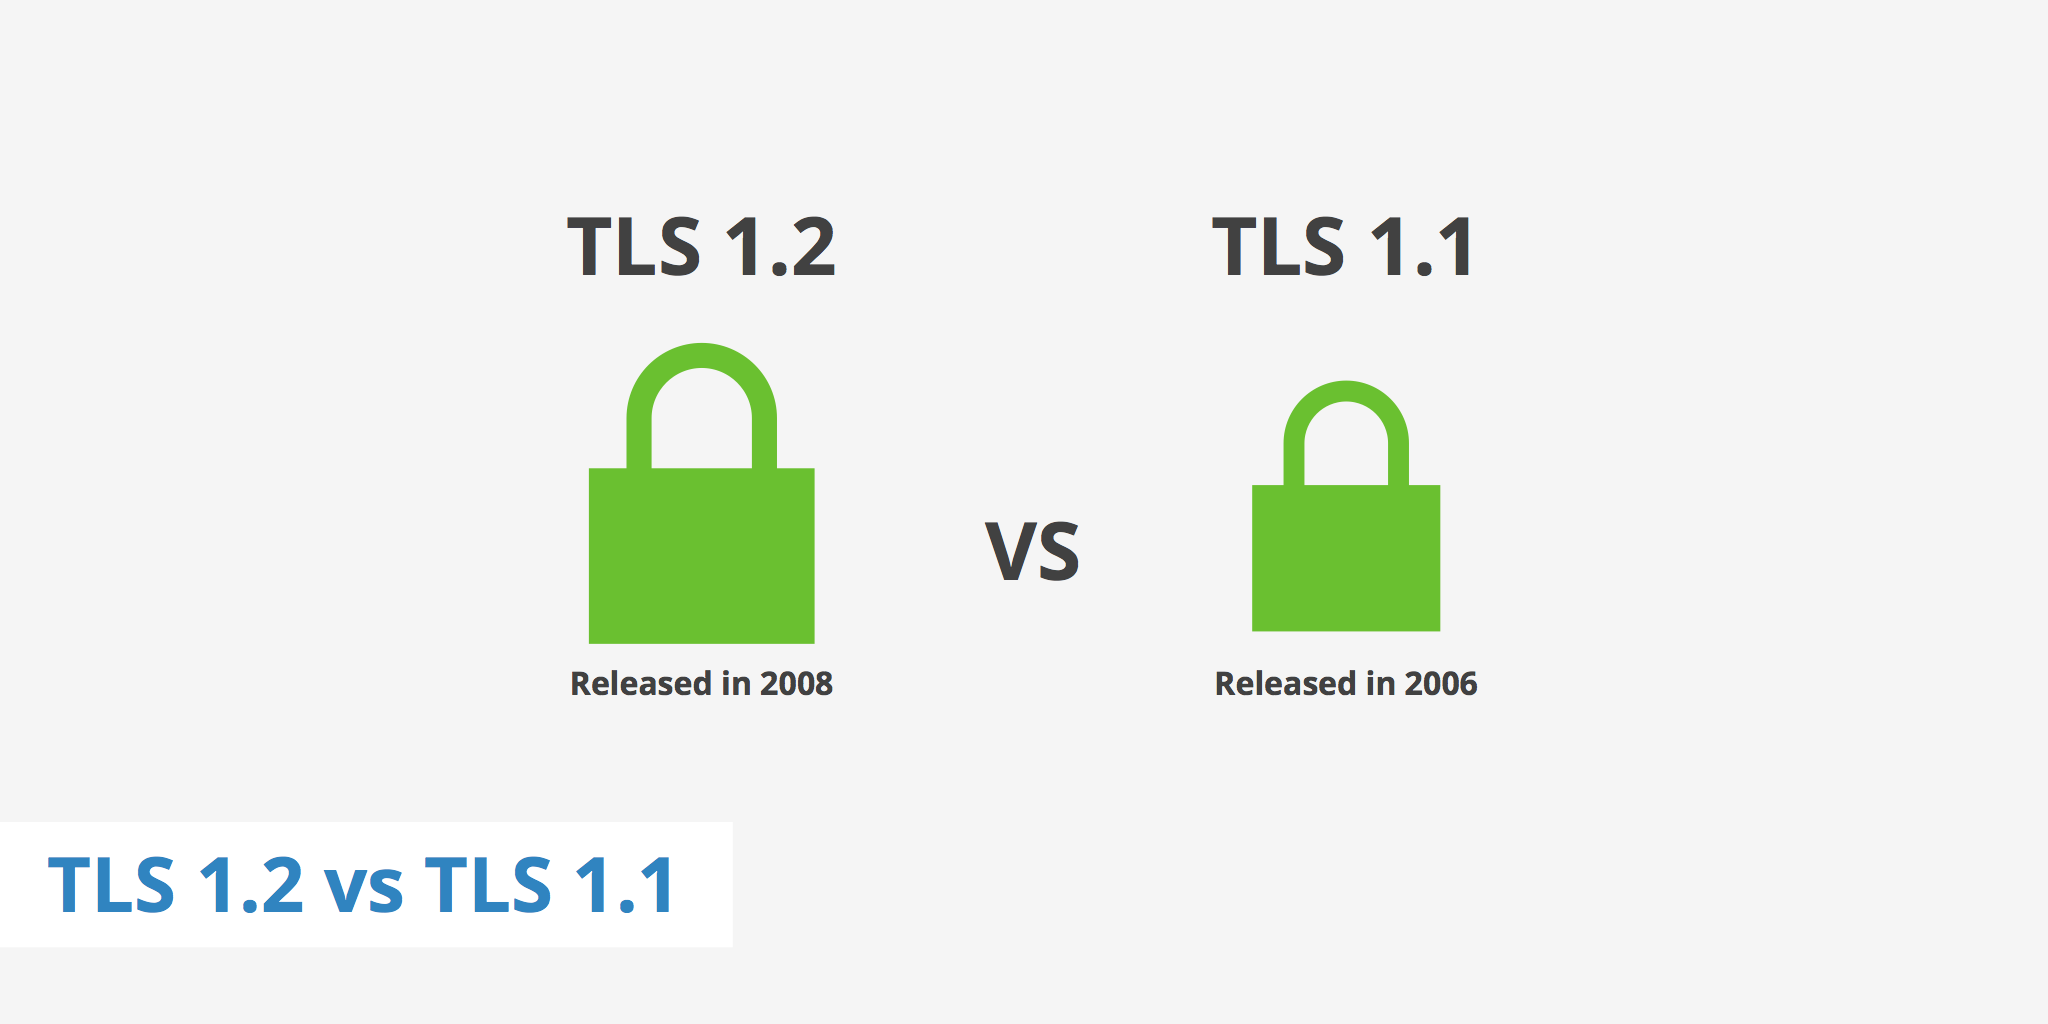 TLS 1.2
TLS 1.1
VS
Released in 2008
Released in 2006
TLS 1.2 vs TLS 1.1